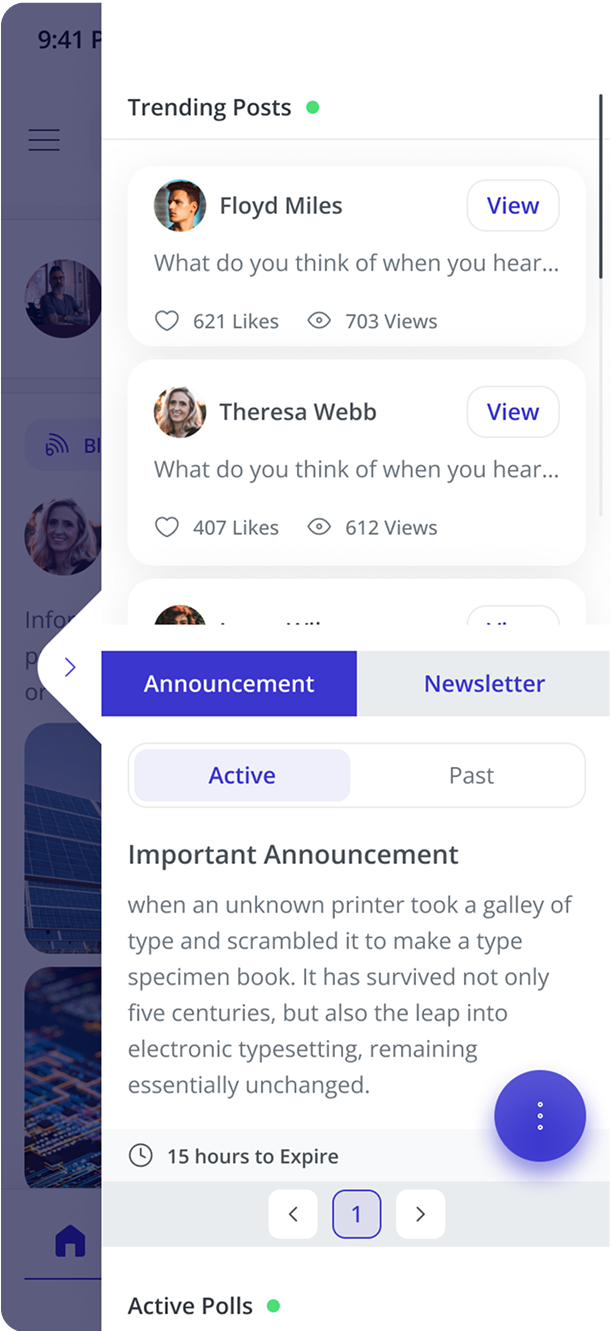 9:41 P
Trending Posts
Floyd Miles
View
What do you think of when you hear...
621 Likes
703 Views
Theresa Webb
View
What do you think of when you hear...
407 Likes
612 Views
Bl
Infor
p
or
Announcement
Newsletter
Active
Past
Important Announcement
when an unknown printer took a galley of
type and scrambled it to make a type
specimen book. It has survived not only
five centuries, but also the leap into
electronic typesetting, remaining
essentially unchanged.
15 hours to Expire
1
Active Polls